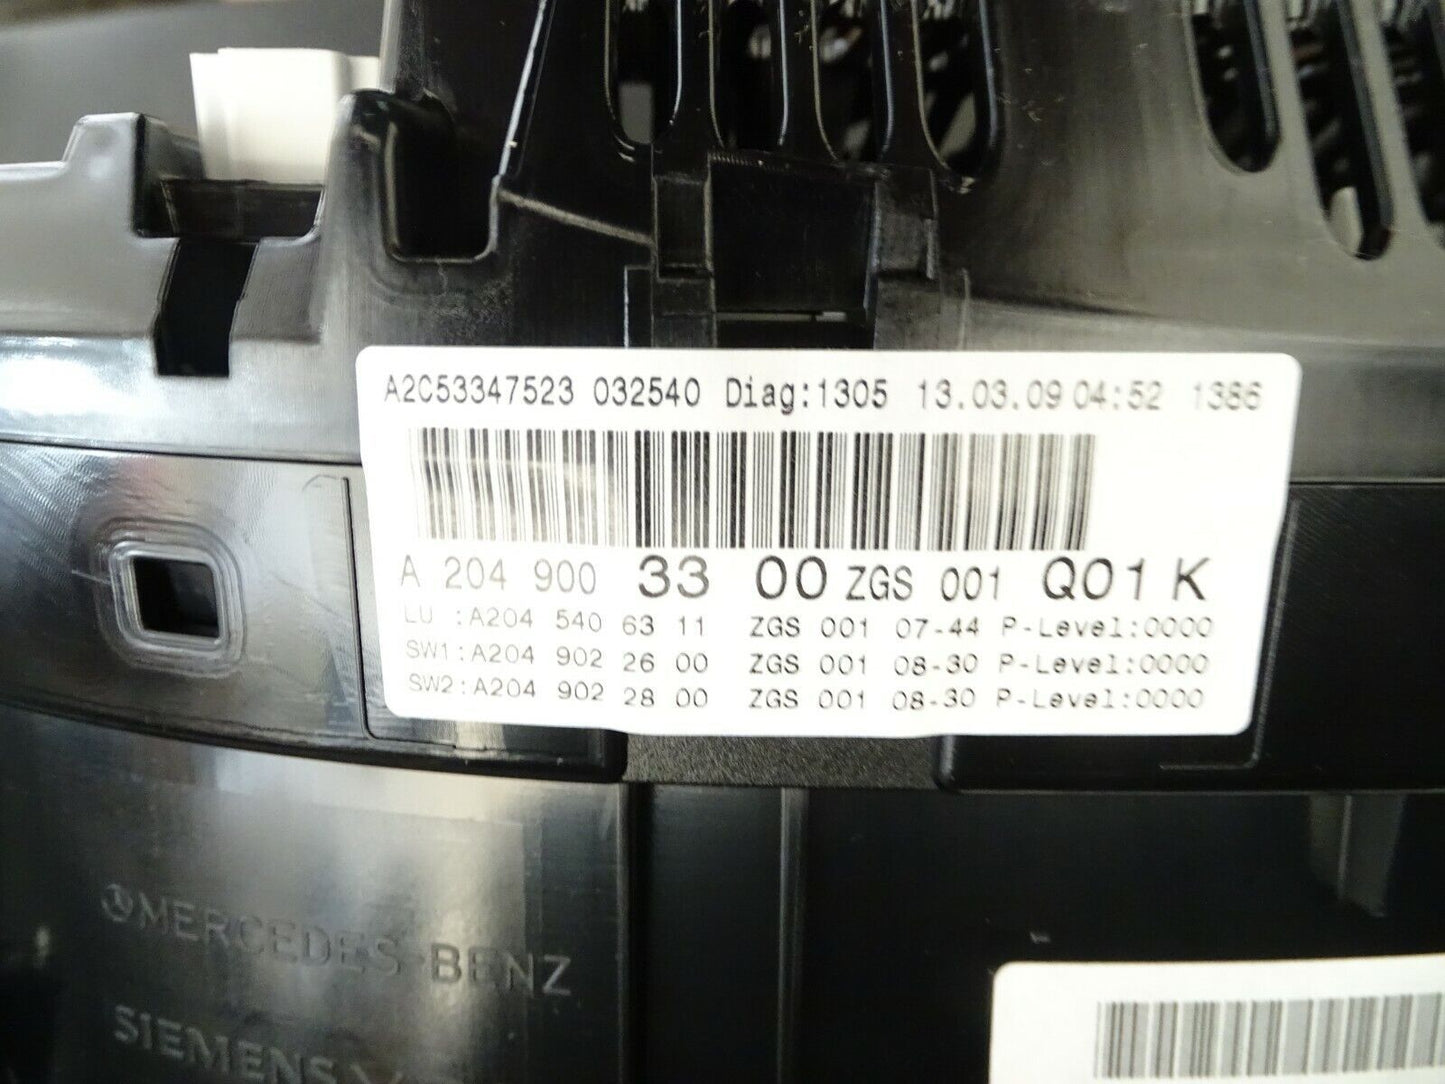 A2C53347523 032540 Diag:1305 13.03.09 04:52 1386
A 204 900 33 00 ZGS 001 Q01 K
LU :A204 540 63 11 ZGS 001 07-44 P-Level:0000
SW1:A204 902 26 00 ZGS 001 08-30 P-Level:0000
SW2:A204 902 28 00 ZGS 001 08-30 P-Level:0000
MERCEDES-BENZ
SIEMENS